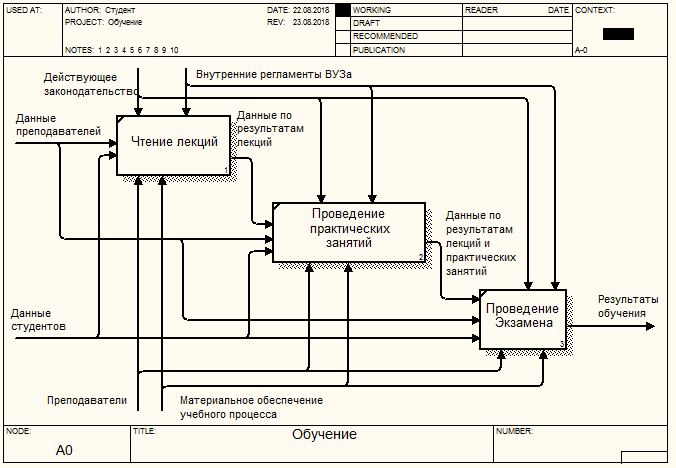 USED AT:
AUTHOR: Студент
DATE: 22.08.2018
WORKING
READER
DATE
CONTEXT:
PROJECT: Обучение
REV: 23.08.2018
DRAFT
RECOMMENDED
NOTES: 1 2 3 4 5 6 7 8 9 10
PUBLICATION
A-0
Действующее
законодательство
Внутренние регламенты ВУЗа
Данные
преподавателей
Чтение лекций
1
Данные по
результатам
лекций
Проведение
практических
занятий
2
Данные по
результатам
лекций и
практических
занятий
Данные
студентов
Проведение
Экзамена
3
Результаты
обучения
Преподаватели
Материальное обеспечение
учебного процесса
NODE:
A0
TITLE:
Обучение
NUMBER: